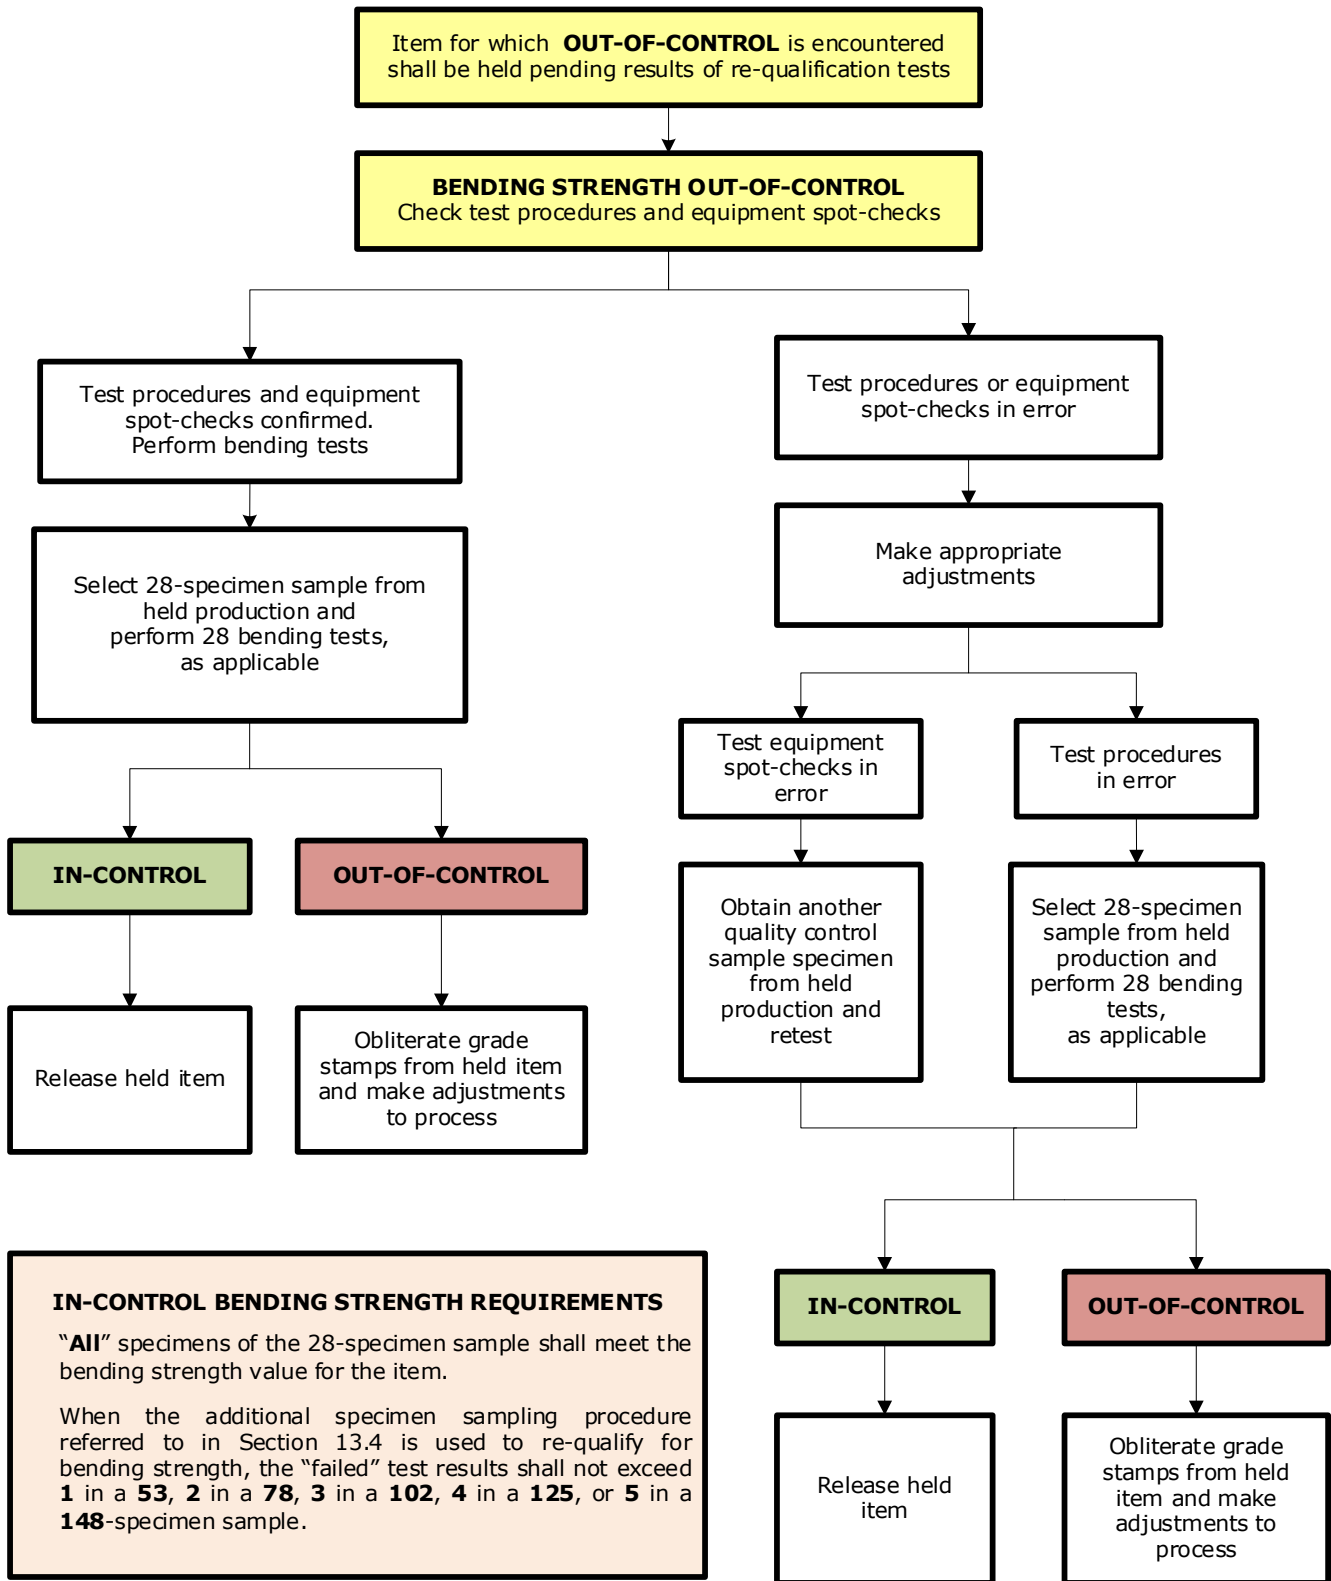 Item for which OUT-OF-CONTROL is encountered
shall be held pending results of re-qualification tests
BENDING STRENGTH OUT-OF-CONTROL
Check test procedures and equipment spot-checks
Test procedures and equipment
spot-checks confirmed.
Perform bending tests
Test procedures or equipment
spot-checks in error
Select 28-specimen sample from
held production and
perform 28 bending tests,
as applicable
Make appropriate
adjustments
Test equipment
spot-checks in
error
Test procedures
in error
IN-CONTROL
OUT-OF-CONTROL
Obtain another
quality control
sample specimen
from held
production and
retest
Select 28-specimen
sample from held
production and
perform 28 bending
tests,
as applicable
Release held item
Obliterate grade
stamps from held item
and make adjustments
to process
IN-CONTROL BENDING STRENGTH REQUIREMENTS
“All” specimens of the 28-specimen sample shall meet the
bending strength value for the item.
When the additional specimen sampling procedure
referred to in Section 13.4 is used to re-qualify for
bending strength, the “failed” test results shall not exceed
1 in a 53, 2 in a 78, 3 in a 102, 4 in a 125, or 5 in a
148-specimen sample.
IN-CONTROL
OUT-OF-CONTROL
Release held
item
Obliterate grade
stamps from held
item and make
adjustments to
process